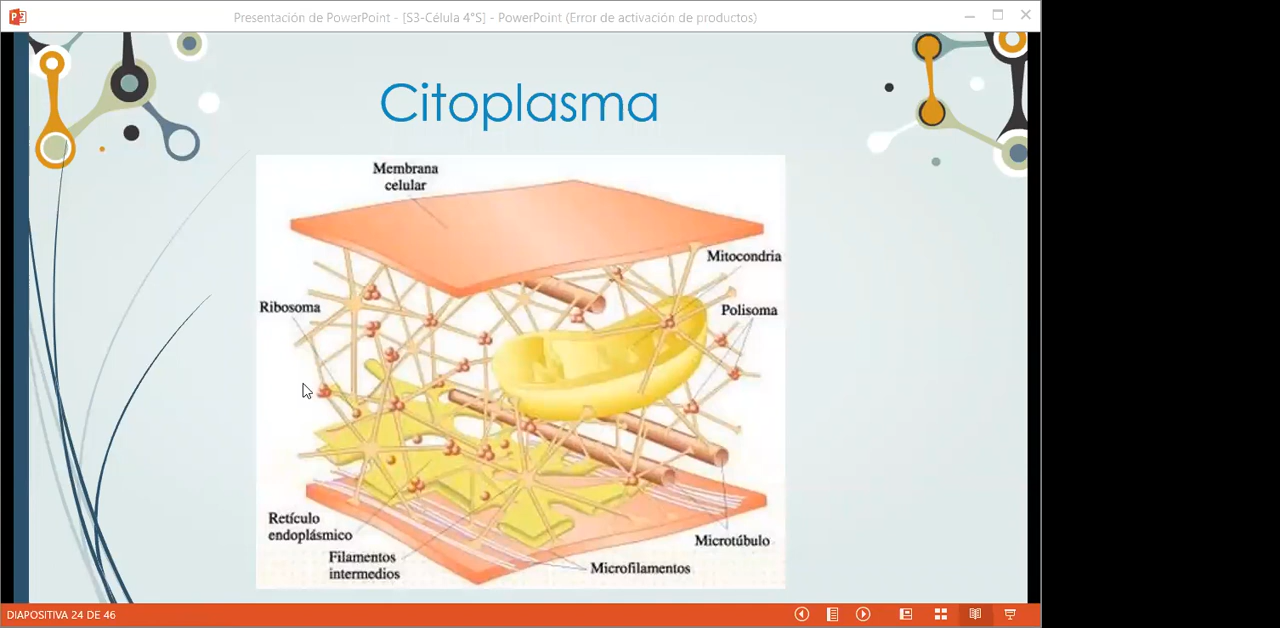 Presentación de PowerPoint - [S3-Célula 4°S] - PowerPoint (Error de activación de productos)
Citoplasma
Membrana
celular
Mitocondria
Ribosoma
Polisoma
Retículo
endoplásmico
Filamentos
intermedios
Microtúbulo
Microfilamentos
DIAPOSITIVA 24 DE 46